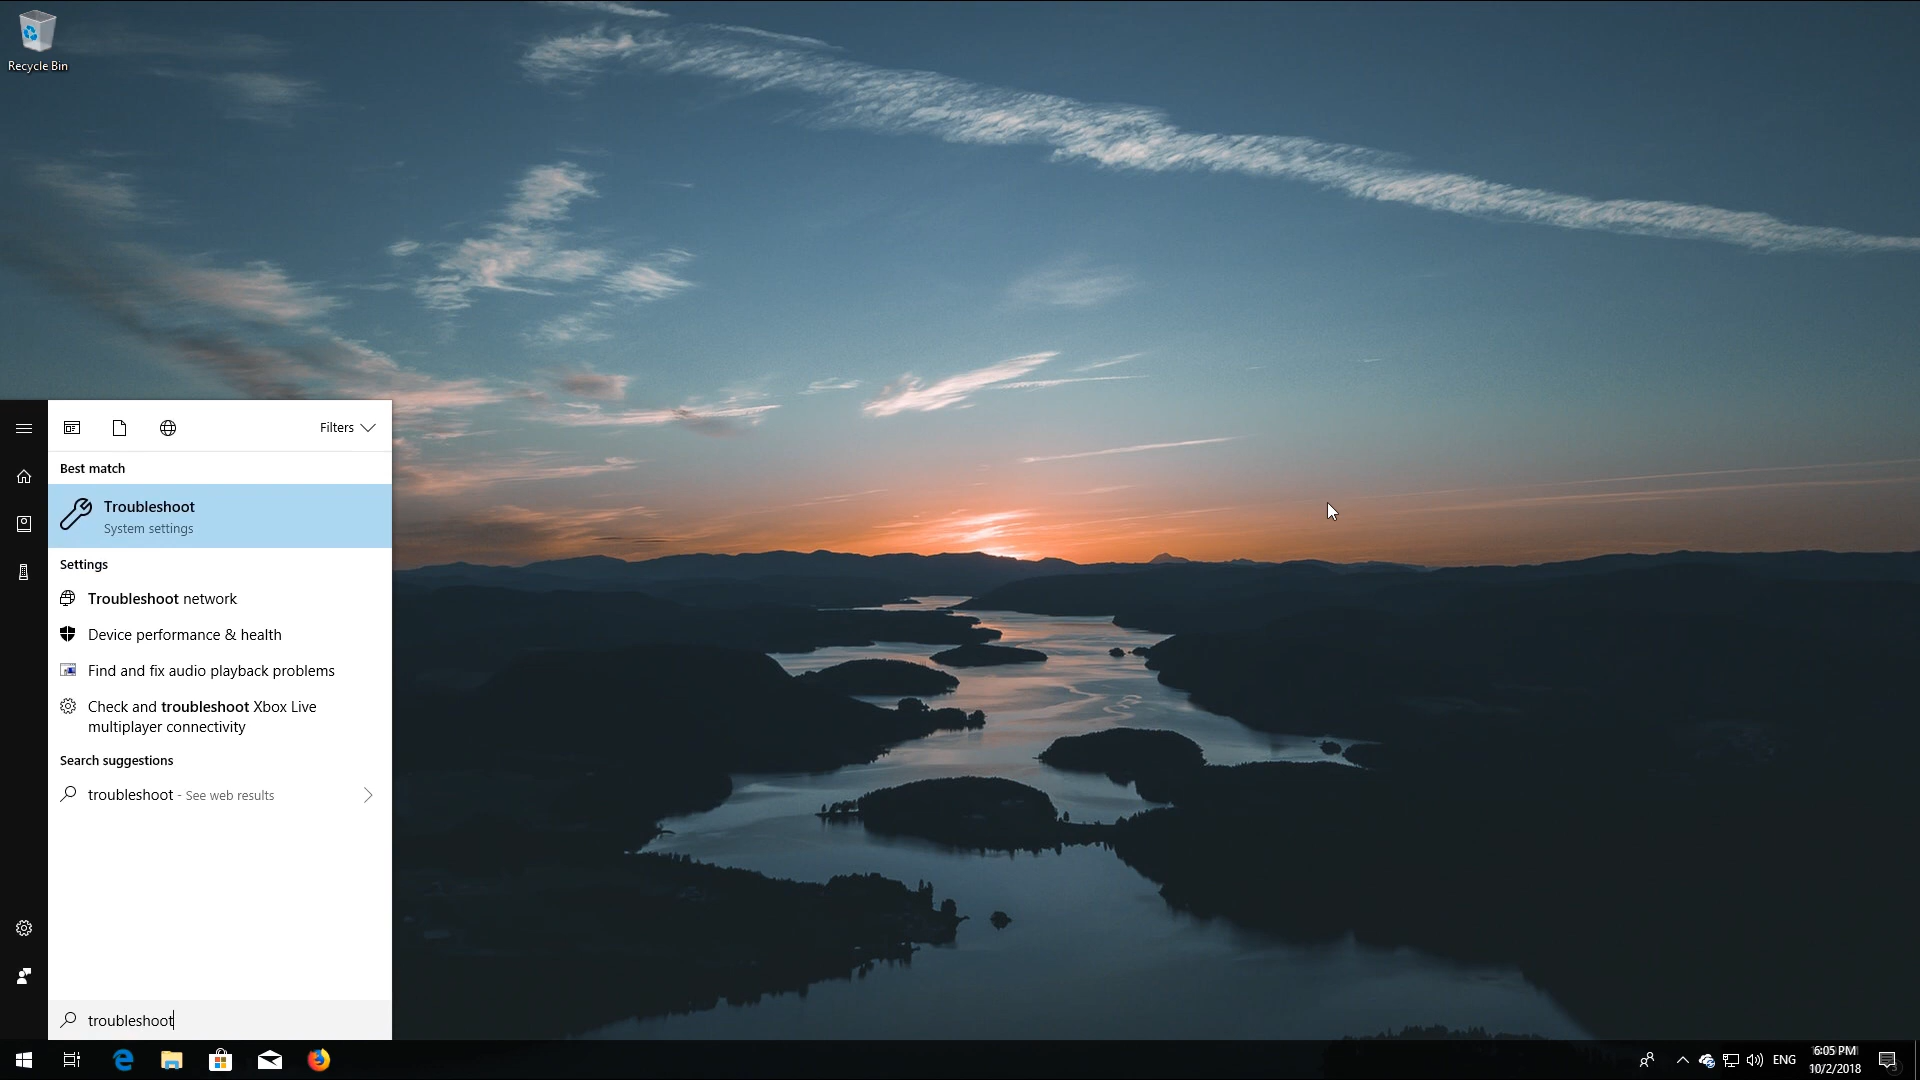 Recycle Bin
Filters
Best match
Troubleshoot
System settings
Settings
Troubleshoot network
Device performance & health
Find and fix audio playback problems
Check and troubleshoot Xbox Live
multiplayer connectivity
Search suggestions
troubleshoot - See web results
troubleshoot
ENG
6:05 PM
10/2/2018